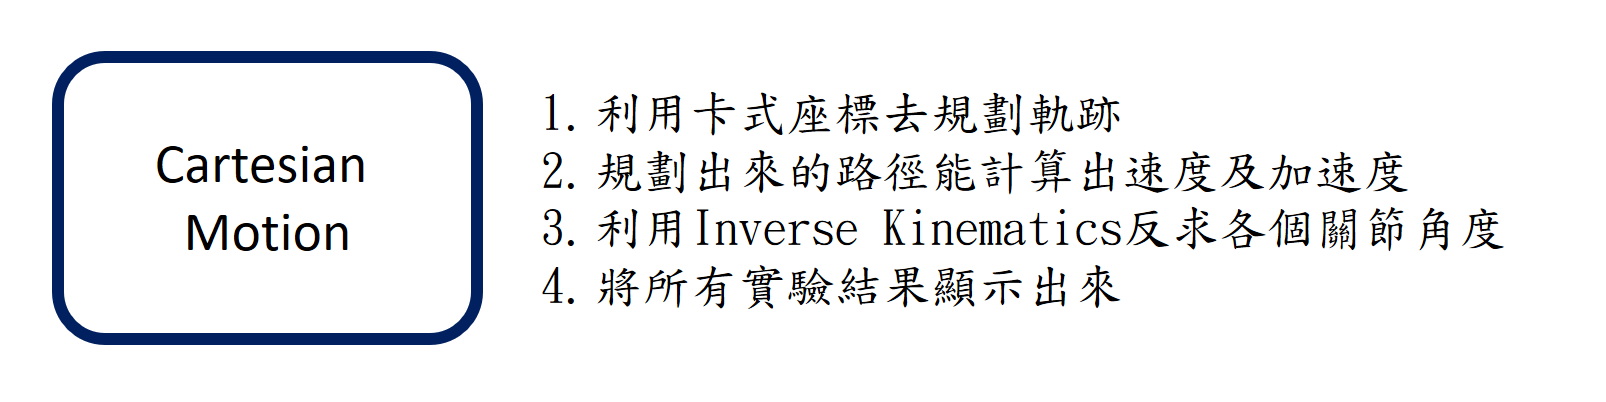 Cartesian
Motion
1. 利用卡式座標去規劃軌跡
2. 規劃出來的路徑能計算出速度及加速度
3. 利用Inverse Kinematics反求各個關節角度
4. 將所有實驗結果顯示出來